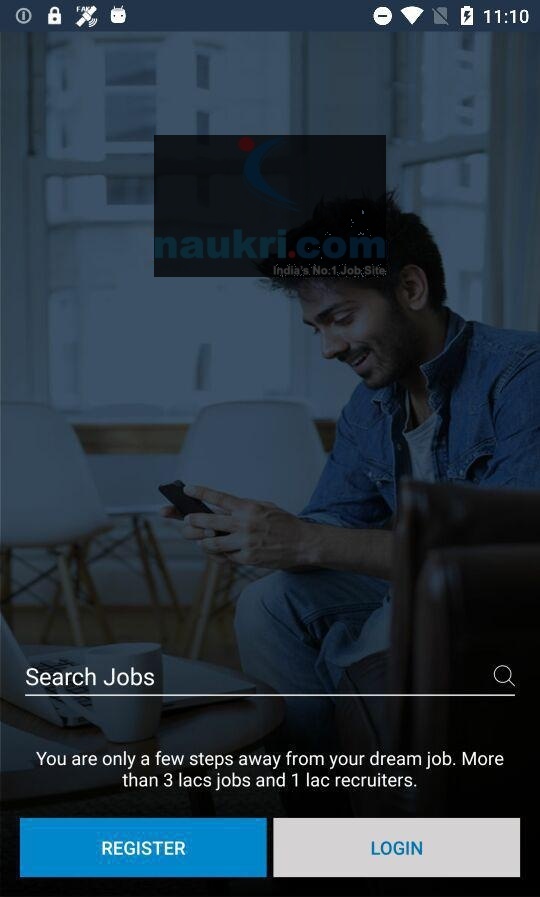 FAKE
11:10
naukri.com
India's No.1 Job Site
Search Jobs
You are only a few steps away from your dream job. More
than 3 lacs jobs and 1 lac recruiters.
REGISTER
LOGIN